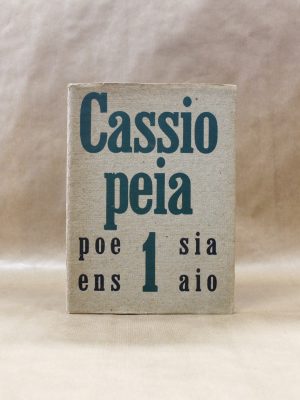 Cassio
peia
poe 1 sia
ens aio